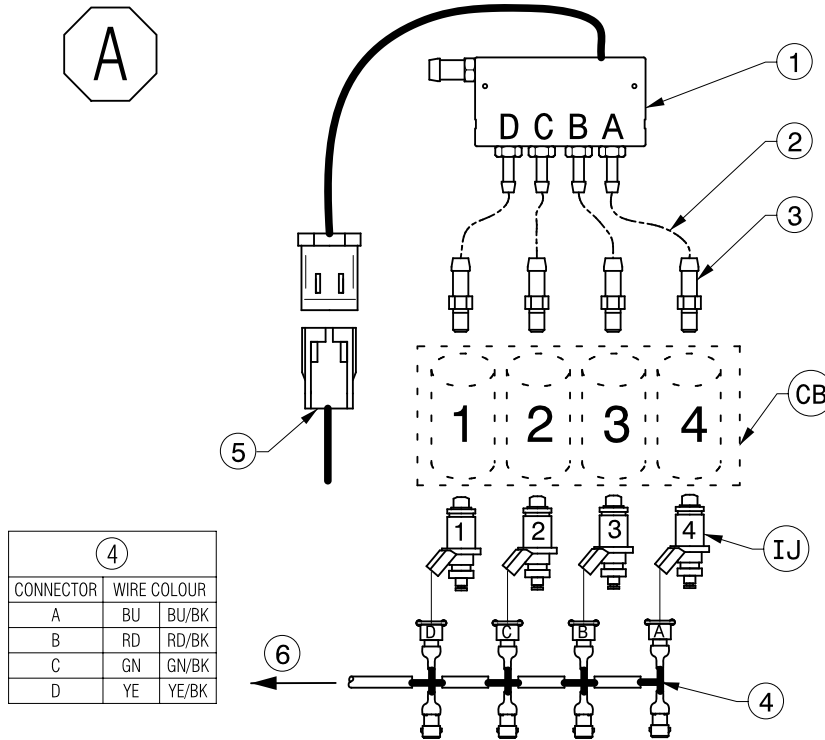 A
1
D C B A
2
3
CB
1 2 3 4
5
1 2 3 4
IJ
4
CONNECTOR WIRE COLOUR
A BU BU/BK
B RD RD/BK
C GN GN/BK
D YE YE/BK
D C B A
6
4